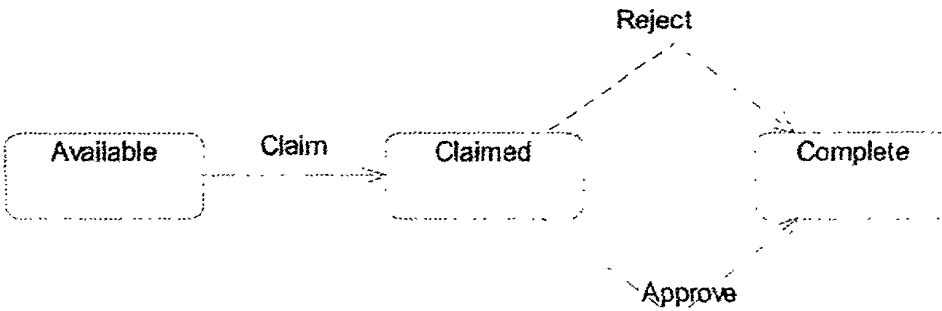 Reject
Available
Claim
Claimed
Complete
Approve